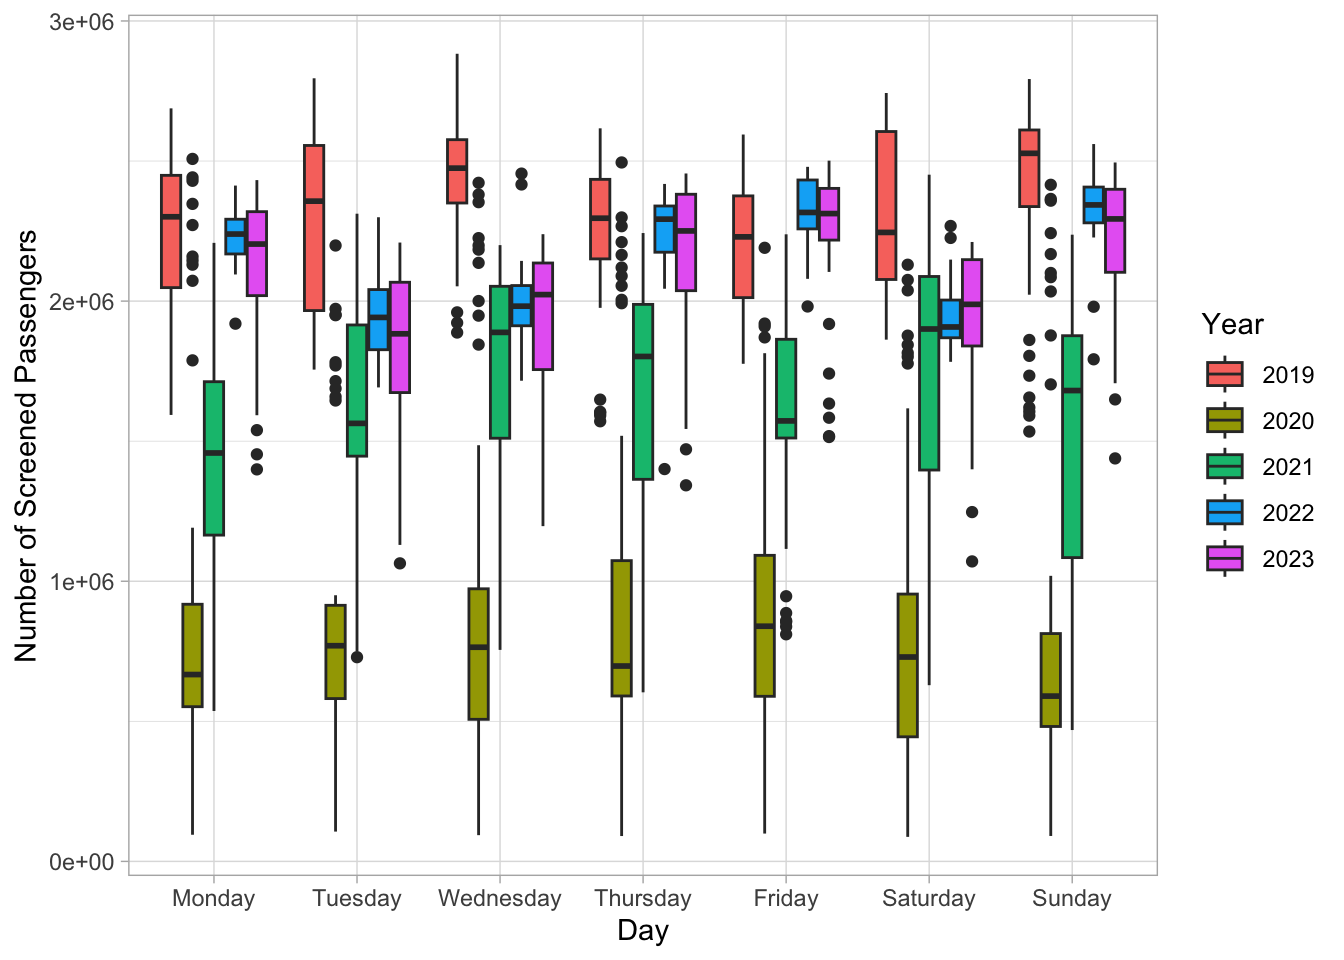 3e+06
2e+06
1e+06
0e+00
Number of Screened Passengers
Monday Tuesday Wednesday Thursday Friday Saturday Sunday
Day
Year
2019
2020
2021
2022
2023